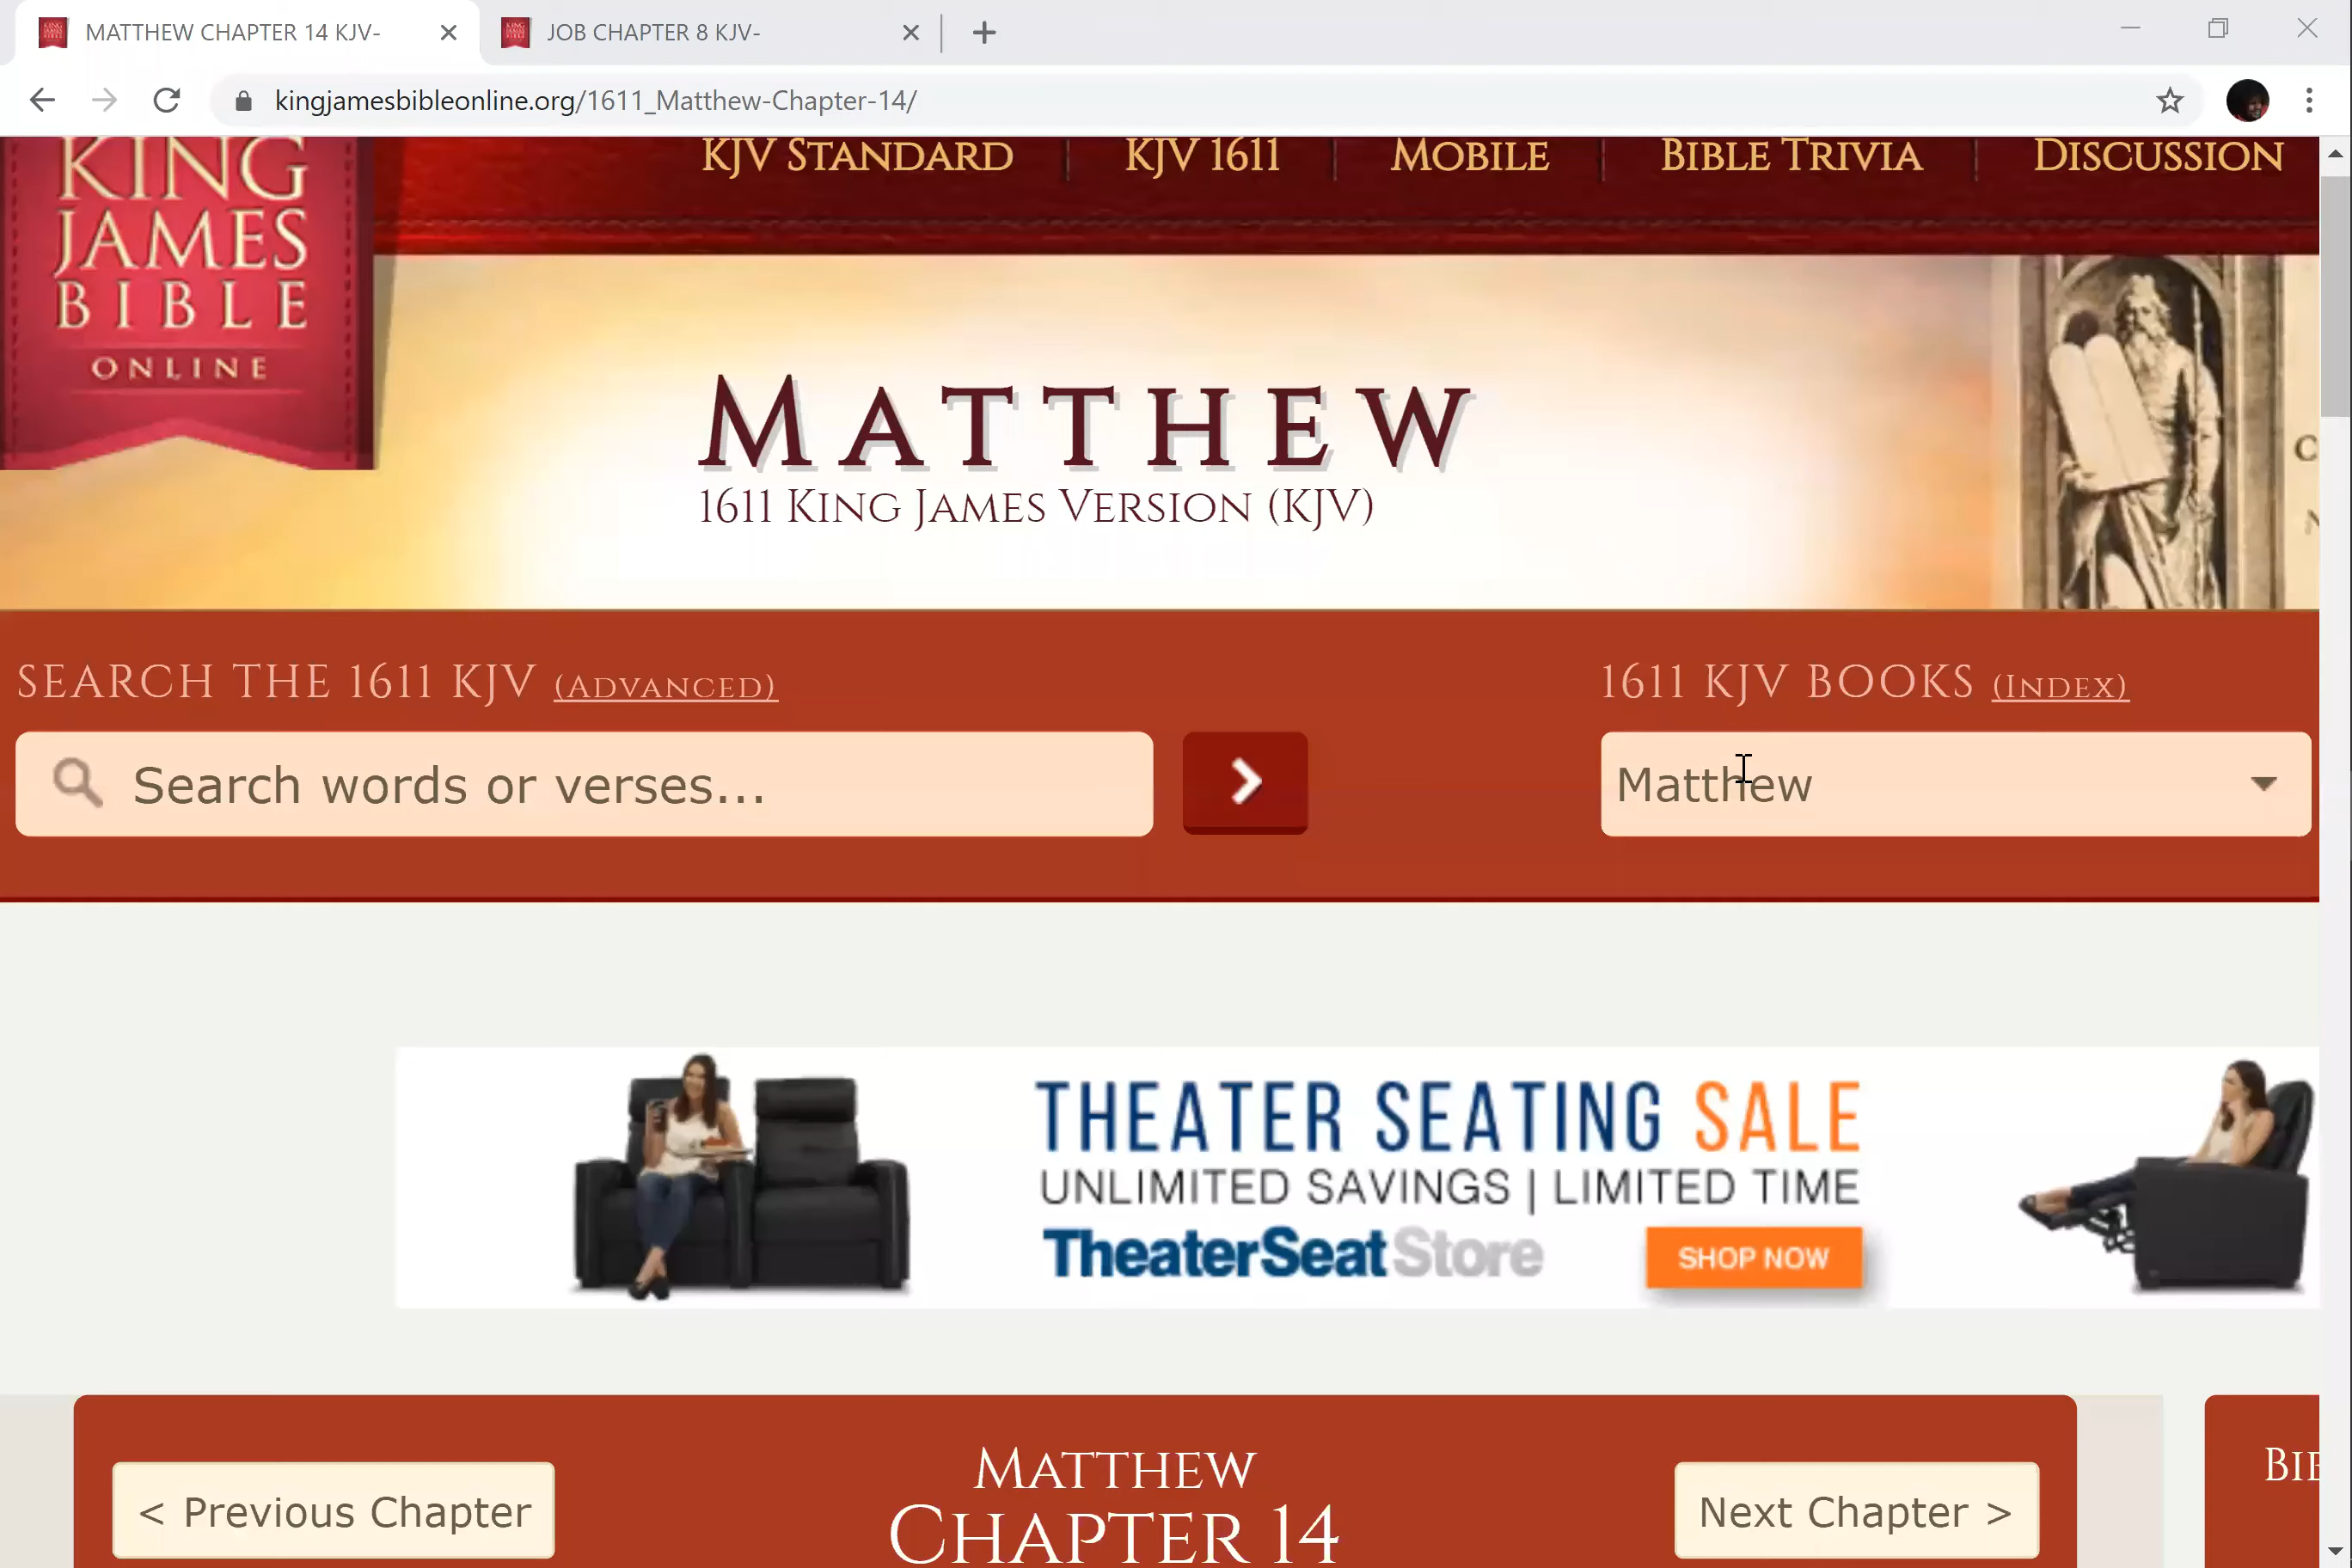 MATTHEW CHAPTER 14 KJV-
JOB CHAPTER 8 KJV-
kingjamesbibleonline.org/1611_Matthew-Chapter-14/
KING
JAMES
BIBLE
ONLINE
KJV STANDARD
KJV 1611
MOBILE
BIBLE TRIVIA
DISCUSSION
MATTHEW
1611 KING JAMES VERSION (KJV)
SEARCH THE 1611 KJV (ADVANCED)
1611 KJV BOOKS (INDEX)
Search words or verses...
Matthew
THEATER SEATING SALE
UNLIMITED SAVINGS | LIMITED TIME
TheaterSeatStore
SHOP NOW
< Previous Chapter
MATTHEW
CHAPTER 14
Next Chapter >